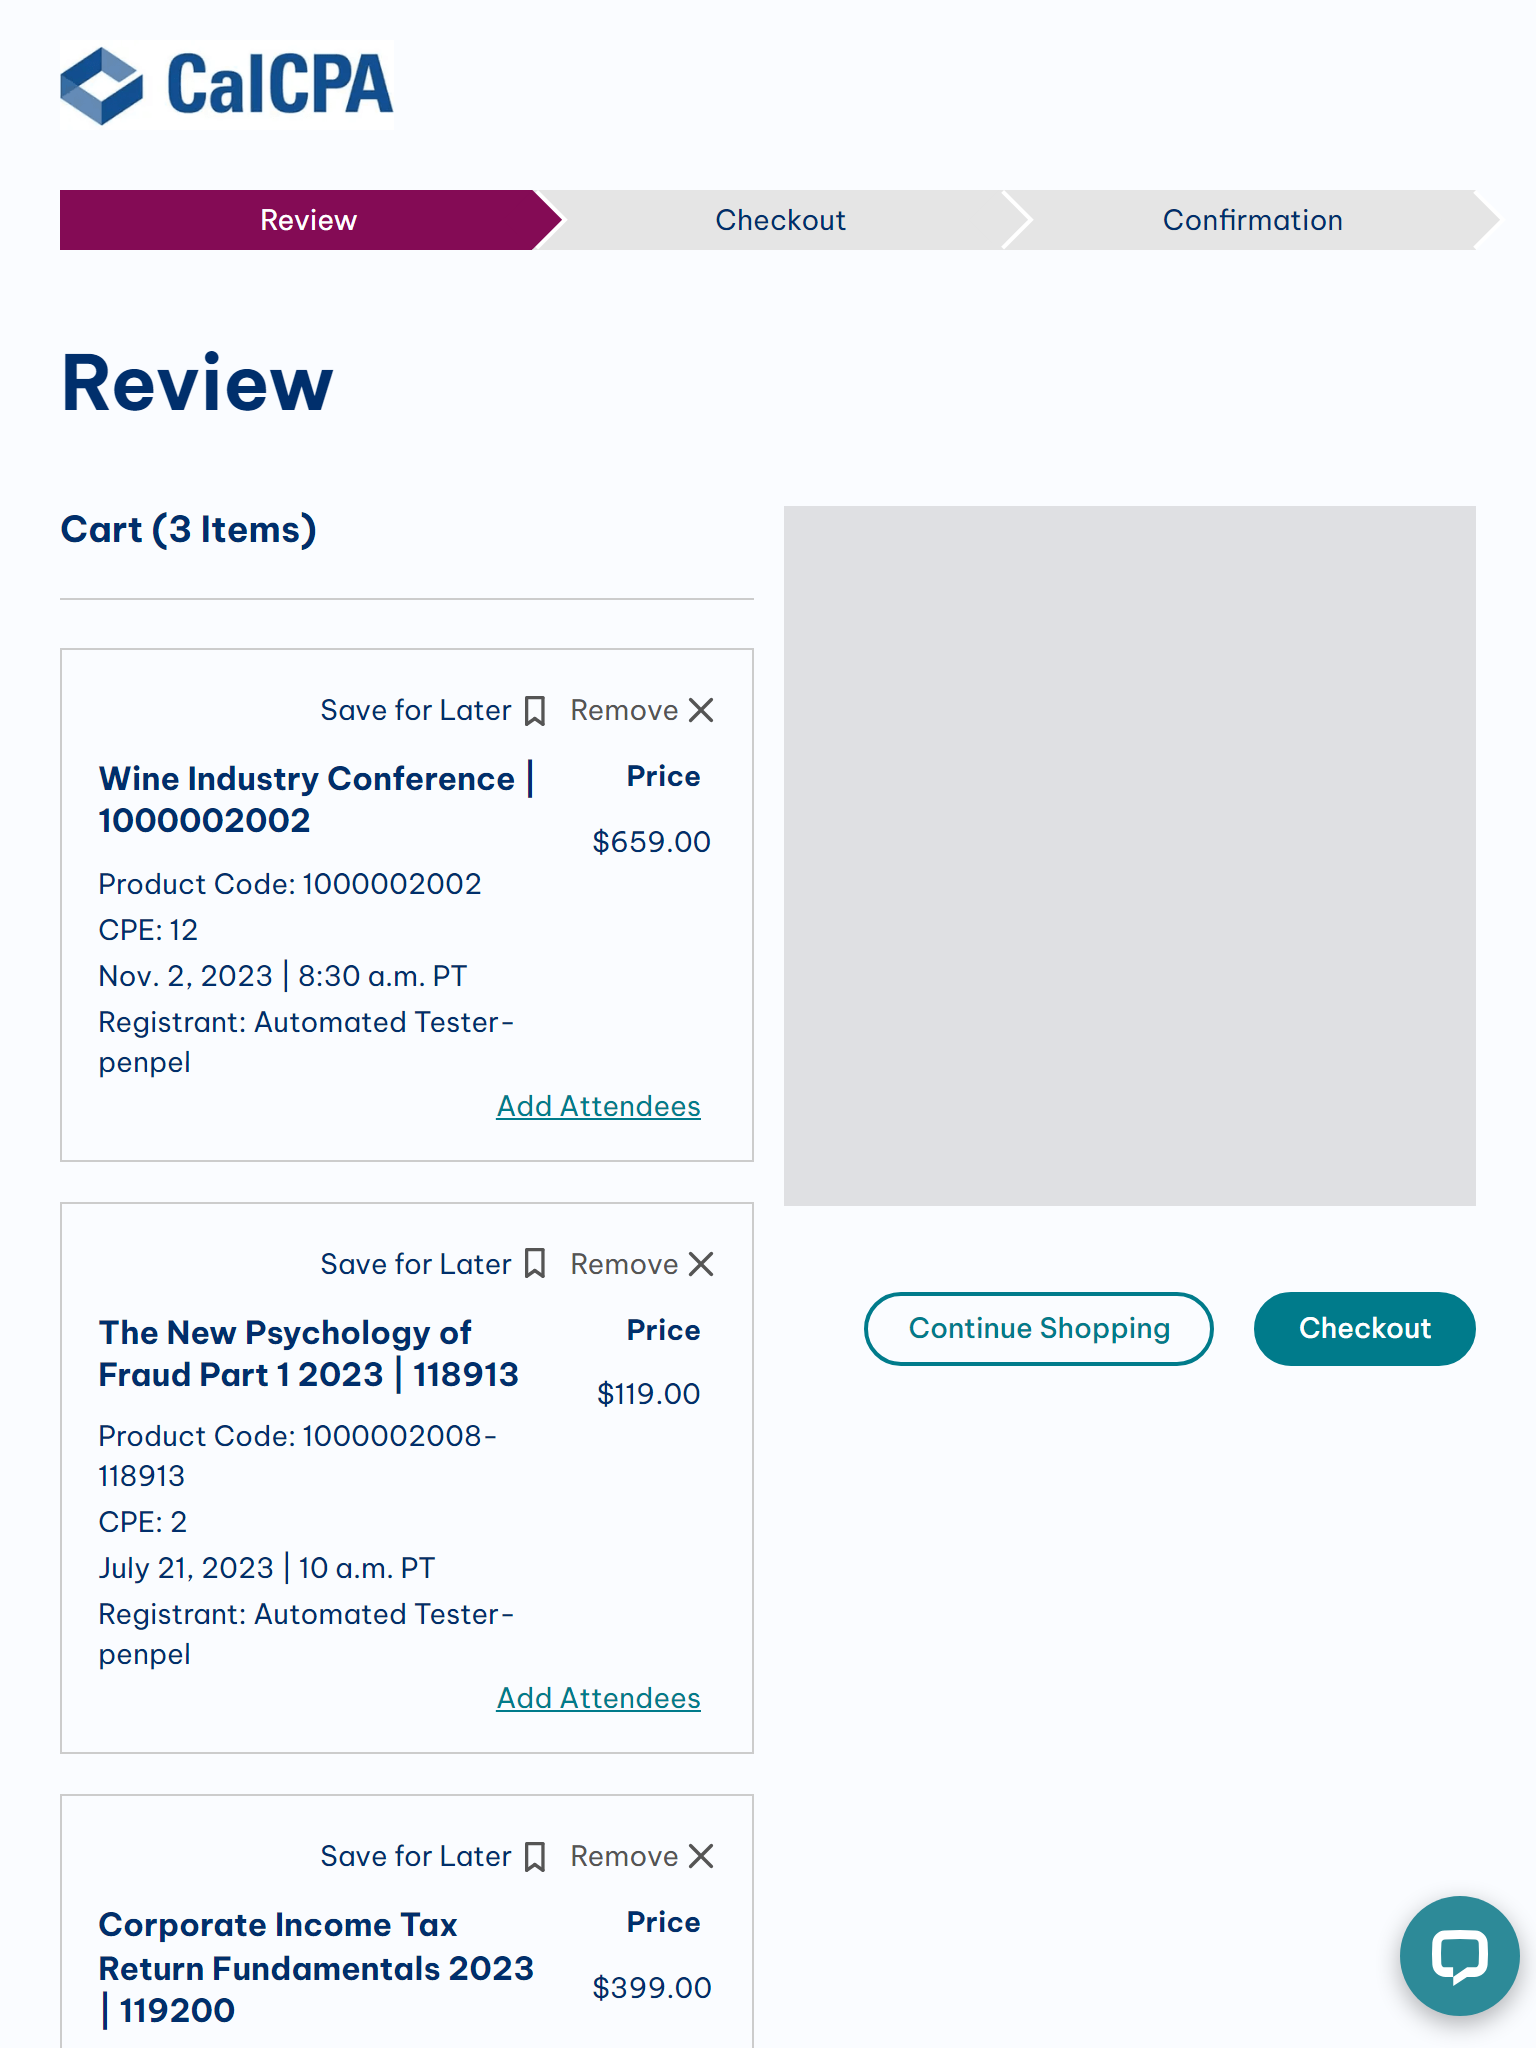 CalCPA
Review
Checkout
Confirmation
Review
Cart (3 Items)
Save for Later
Remove
Wine Industry Conference |
1000002002
Price
$659.00
Product Code: 1000002002
CPE: 12
Nov. 2, 2023 | 8:30 a.m. PT
Registrant: Automated Tester-
penpel
Add Attendees
Save for Later
Remove
The New Psychology of
Fraud Part 1 2023 | 118913
Price
$119.00
Product Code: 1000002008-
118913
CPE: 2
July 21, 2023 | 10 a.m. PT
Registrant: Automated Tester-
penpel
Add Attendees
Save for Later
Remove
Corporate Income Tax
Return Fundamentals 2023
| 119200
Price
$399.00
Continue Shopping
Checkout